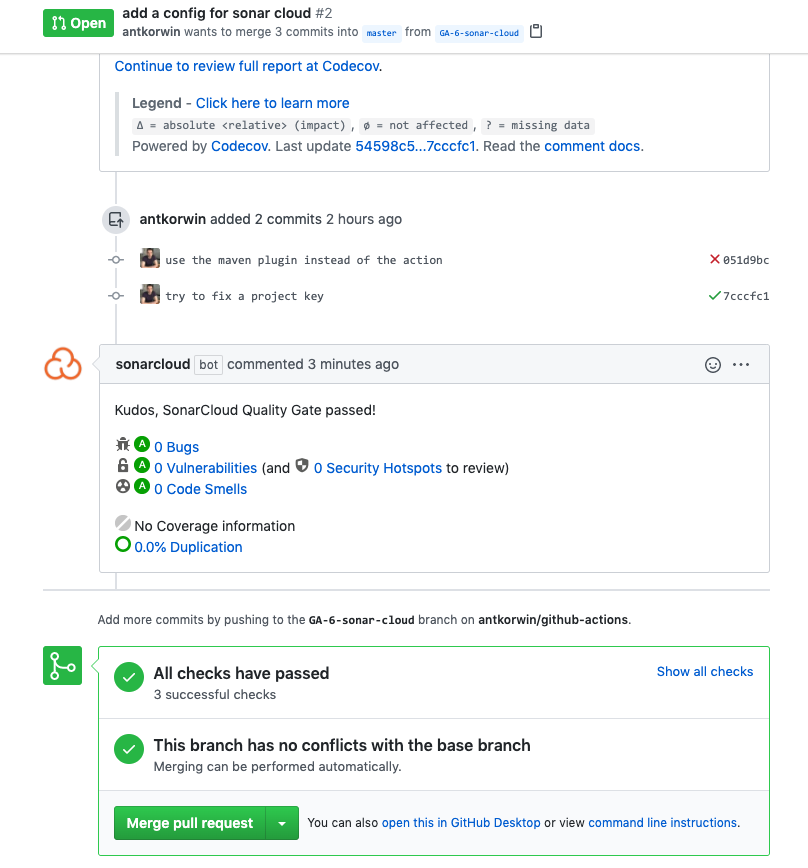 Open
add a config for sonar cloud #2
antkorwin wants to merge 3 commits into master from GA-6-sonar-cloud
Continue to review full report at Codecov.
Legend - Click here to learn more
Δ = absolute <relative> (impact), ø = not affected, ? = missing data
Powered by Codecov. Last update 54598c5...7cccfc1. Read the comment docs.
antkorwin added 2 commits 2 hours ago
use the maven plugin instead of the action 051d9bc
try to fix a project key 7cccfc1
sonarcloud bot commented 3 minutes ago
Kudos, SonarCloud Quality Gate passed!
A 0 Bugs
A 0 Vulnerabilities (and 0 Security Hotspots to review)
A 0 Code Smells
No Coverage information
0.0% Duplication
Add more commits by pushing to the GA-6-sonar-cloud branch on antkorwin/github-actions.
All checks have passed
Show all checks
3 successful checks
This branch has no conflicts with the base branch
Merging can be performed automatically.
Merge pull request
You can also open this in GitHub Desktop or view command line instructions.